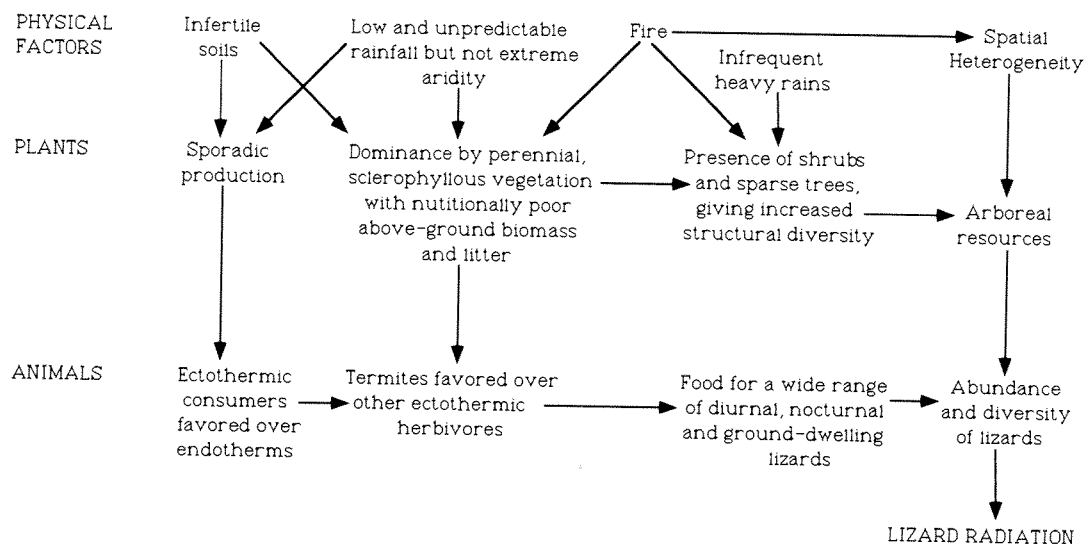 PHYSICAL
FACTORS
Infertile
soils
Low and unpredictable
rainfall but not extreme
aridity
Fire
Infrequent
heavy rains
Spatial
Heterogeneity
PLANTS
Sporadic
production
Dominance by perennial,
sclerophyllous vegetation
with nutitionally poor
above-ground biomass
and litter
Presence of shrubs
and sparse trees,
giving increased
structural diversity
Arboreal
resources
ANIMALS
Ectothermic
consumers
favored over
endotherms
Termites favored over
other ectothermic
herbivores
Food for a wide range
of diurnal, nocturnal
and ground-dwelling
lizards
Abundance
and diversity
of lizards
LIZARD RADIATION